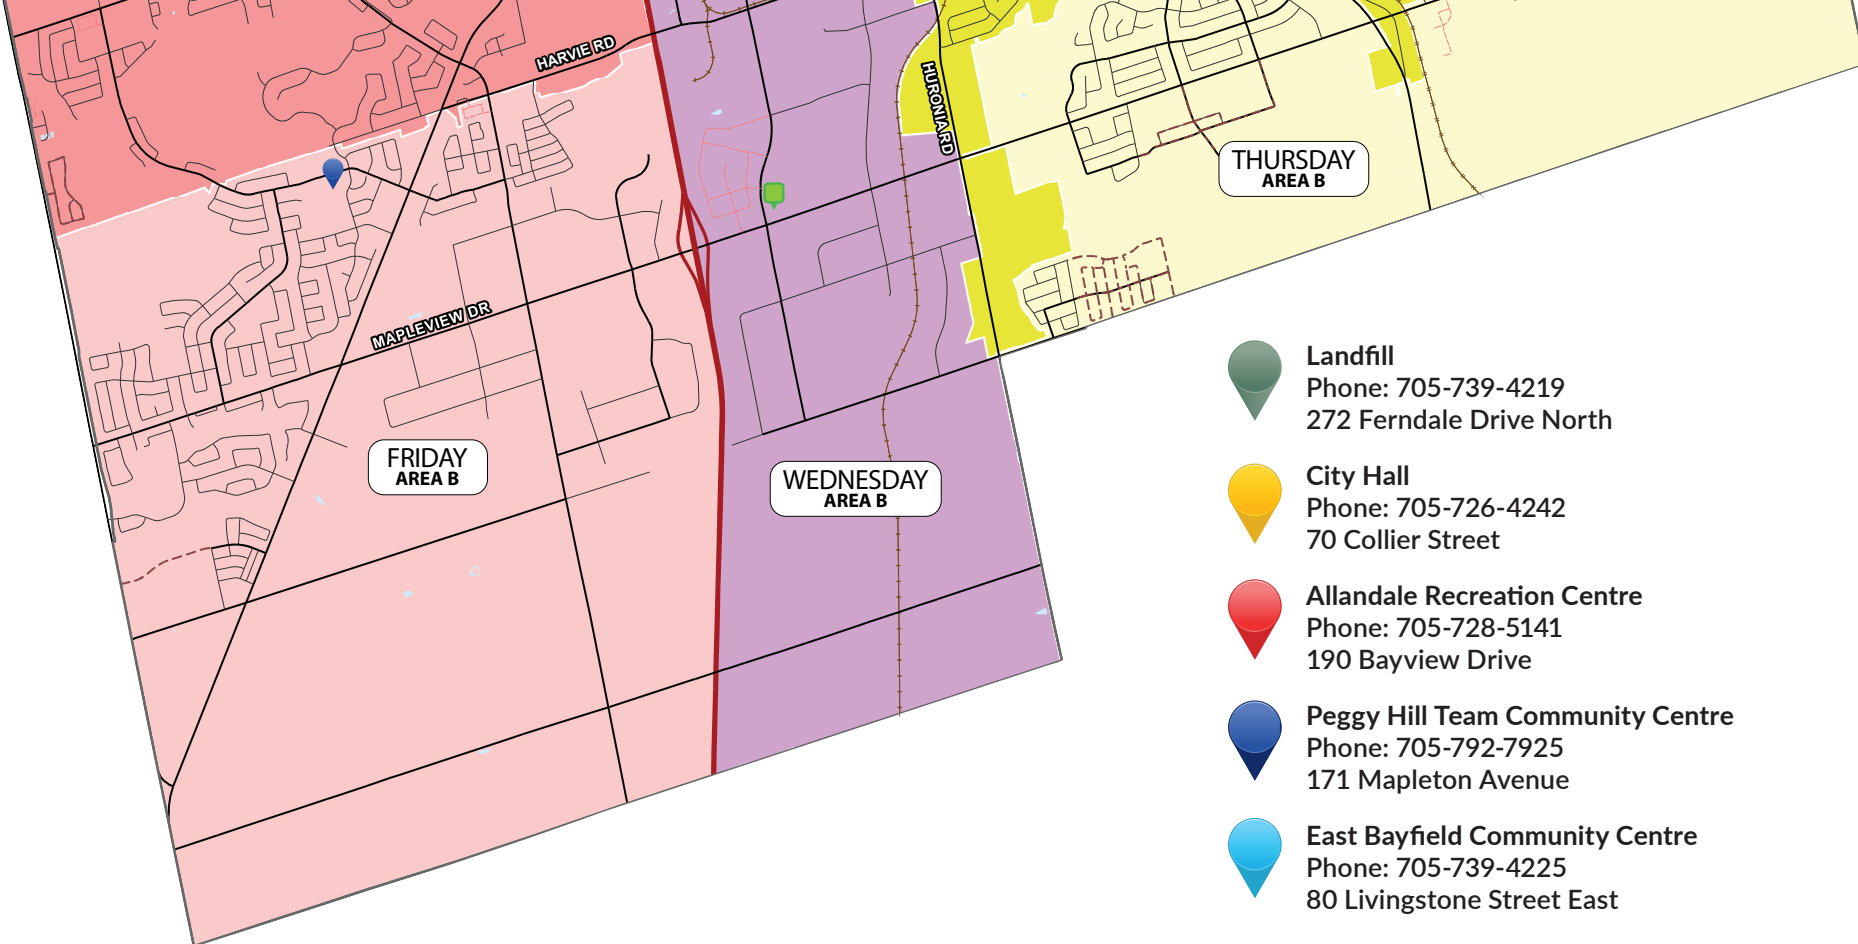 HARVIE RD
HURONIA RD
THURSDAY
AREA B
MAPLEVIEW DR
FRIDAY
AREA B
WEDNESDAY
AREA B
Landfill
Phone: 705-739-4219
272 Ferndale Drive North
City Hall
Phone: 705-726-4242
70 Collier Street
Allandale Recreation Centre
Phone: 705-728-5141
190 Bayview Drive
Peggy Hill Team Community Centre
Phone: 705-792-7925
171 Mapleton Avenue
East Bayfield Community Centre
Phone: 705-739-4225
80 Livingstone Street East